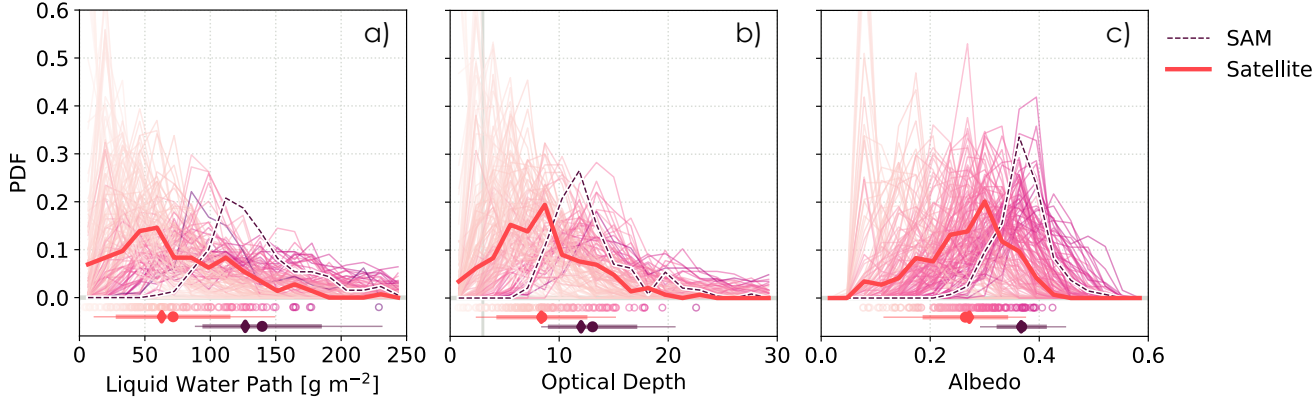 a)
b)
c)
SAM
Satellite
PDF
0.6
0.5
0.4
0.3
0.2
0.1
0.0
0 50 100 150 200 250
0 10 20 30
0.0 0.2 0.4 0.6
Liquid Water Path [g m⁻²]
Optical Depth
Albedo